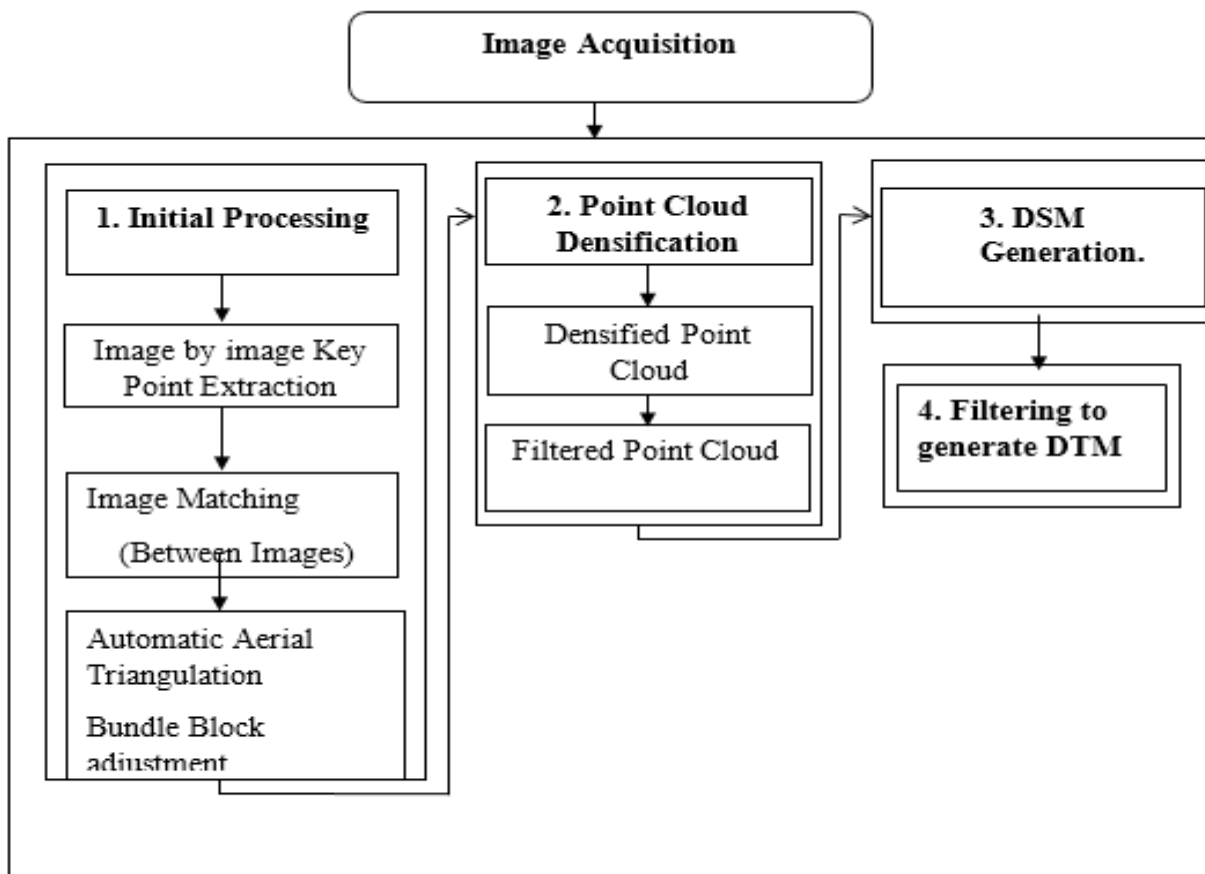 Image Acquisition
1. Initial Processing
Image by image Key
Point Extraction
Image Matching
(Between Images)
Automatic Aerial
Triangulation
Bundle Block
adjustment
2. Point Cloud
Densification
Densified Point
Cloud
Filtered Point Cloud
3. DSM
Generation.
4. Filtering to
generate DTM